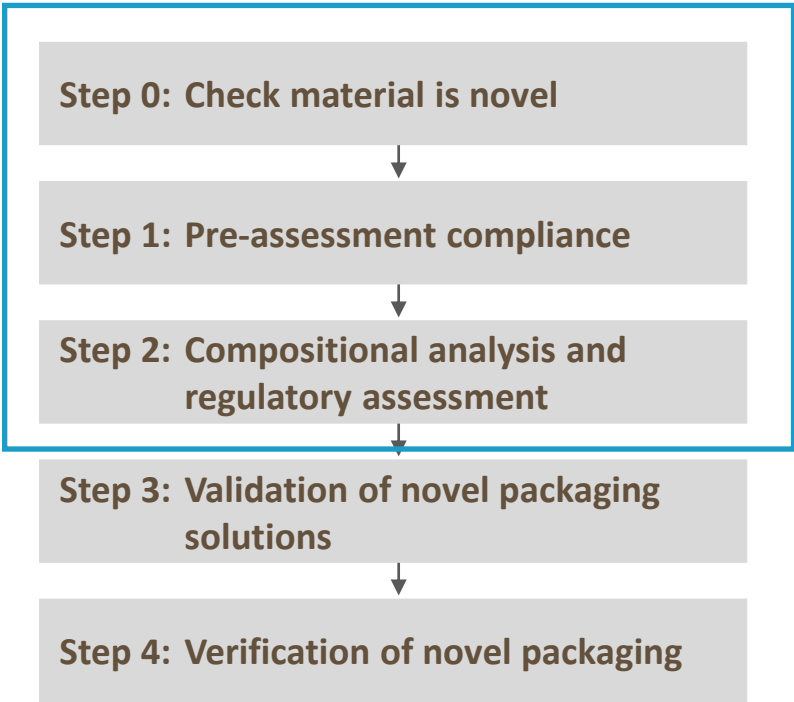 Step 0: Check material is novel
Step 1: Pre-assessment compliance
Step 2: Compositional analysis and
regulatory assessment
Step 3: Validation of novel packaging
solutions
Step 4: Verification of novel packaging